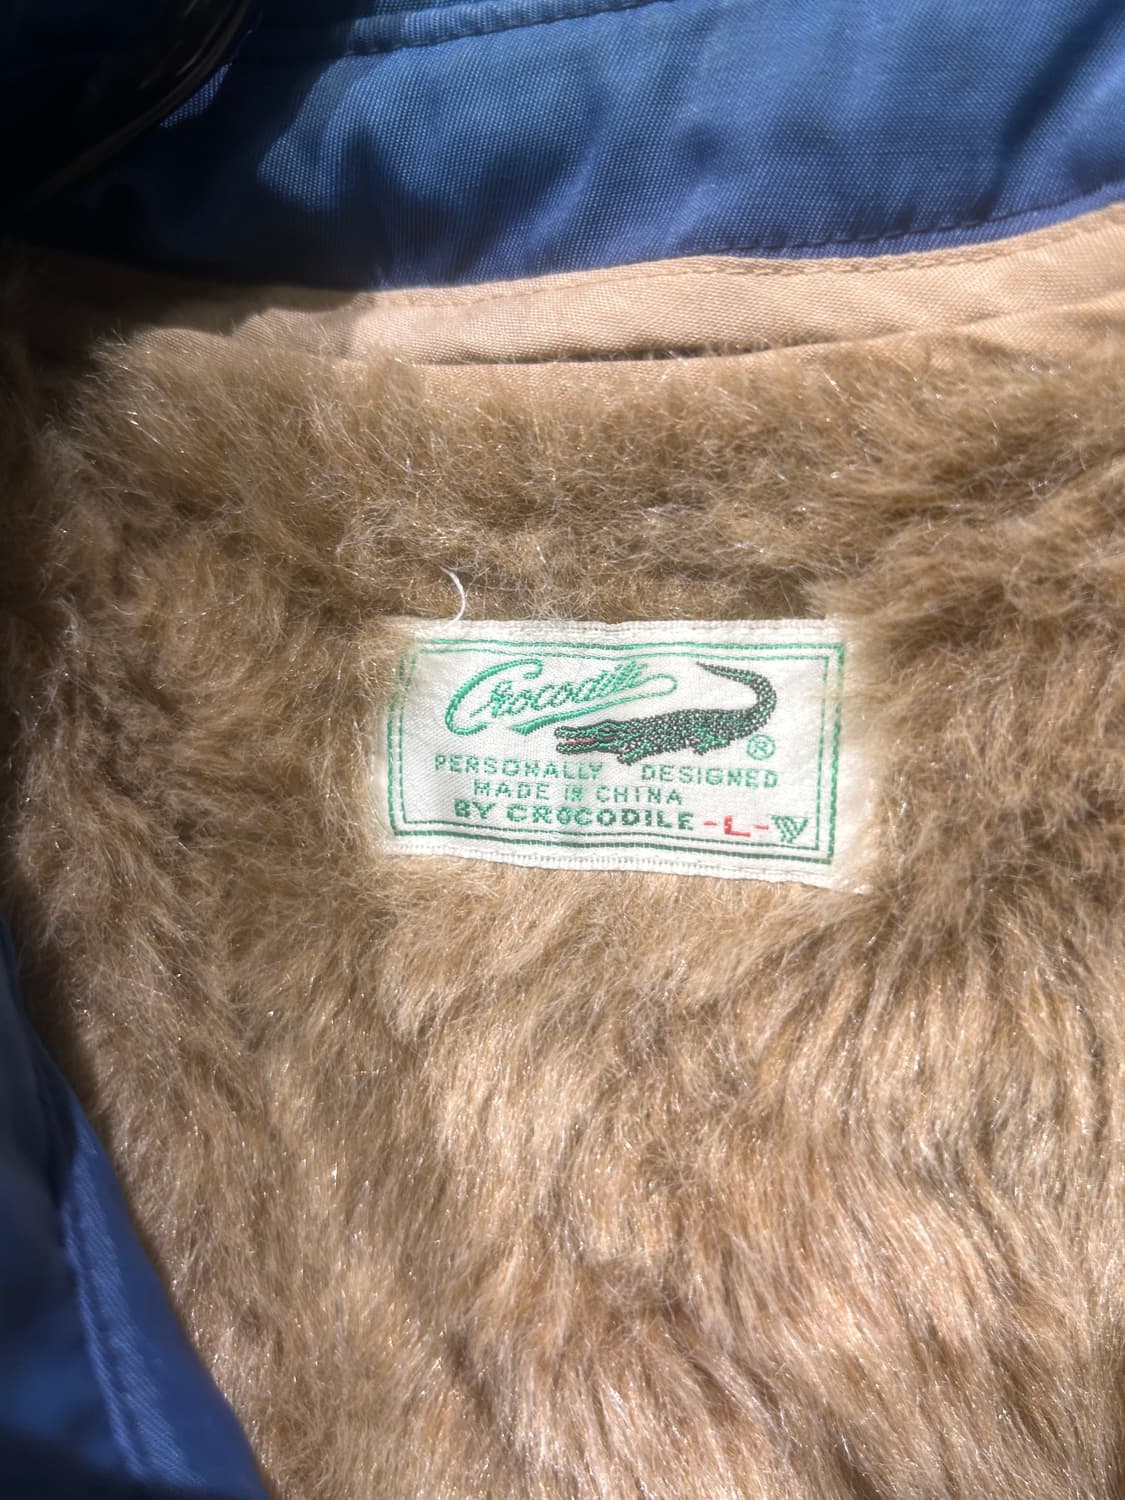 Crocodile
®
PERSONALLY DESIGNED
MADE IN CHINA
BY CROCODILE -L-